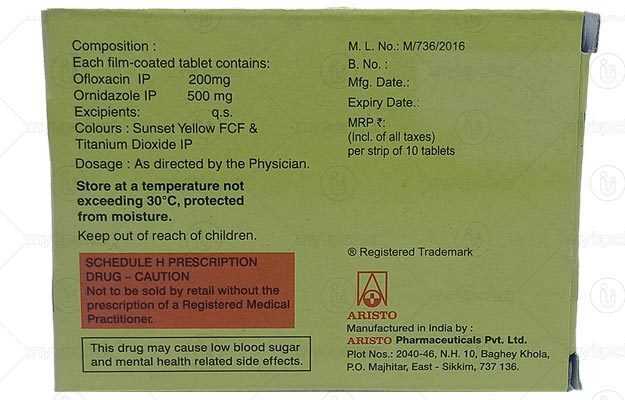 Composition :
Each film-coated tablet contains:
Ofloxacin IP 200mg
Ornidazole IP 500 mg
Excipients: q.s.
Colours : Sunset Yellow FCF &
Titanium Dioxide IP
Dosage : As directed by the Physician.
Store at a temperature not
exceeding 30°C, protected
from moisture.
Keep out of reach of children.
SCHEDULE H PRESCRIPTION
DRUG – CAUTION
Not to be sold by retail without the
prescription of a Registered Medical
Practitioner.
This drug may cause low blood sugar
and mental health related side effects.
M. L. No.: M/736/2016
B. No. :
Mfg. Date.:
Expiry Date.:
MRP ₹:
(Incl. of all taxes)
per strip of 10 tablets
® Registered Trademark
ARISTO
Manufactured in India by :
ARISTO Pharmaceuticals Pvt. Ltd.
Plot Nos.: 2040-46, N.H. 10, Baghey Khola,
P.O. Majhitar, East - Sikkim, 737 136.